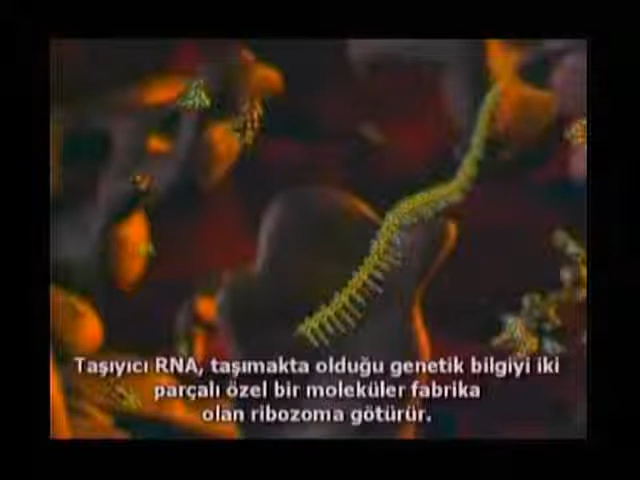 Taşıyıcı RNA, taşımakta olduğu genetik bilgiyi iki
parçalı özel bir moleküler fabrika
olan ribozoma götürür.